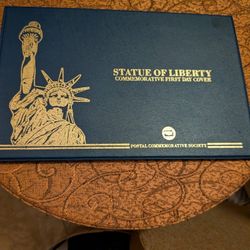 STATUE OF LIBERTY
COMMEMORATIVE FIRST DAY COVER
POSTAL COMMEMORATIVE SOCIETY